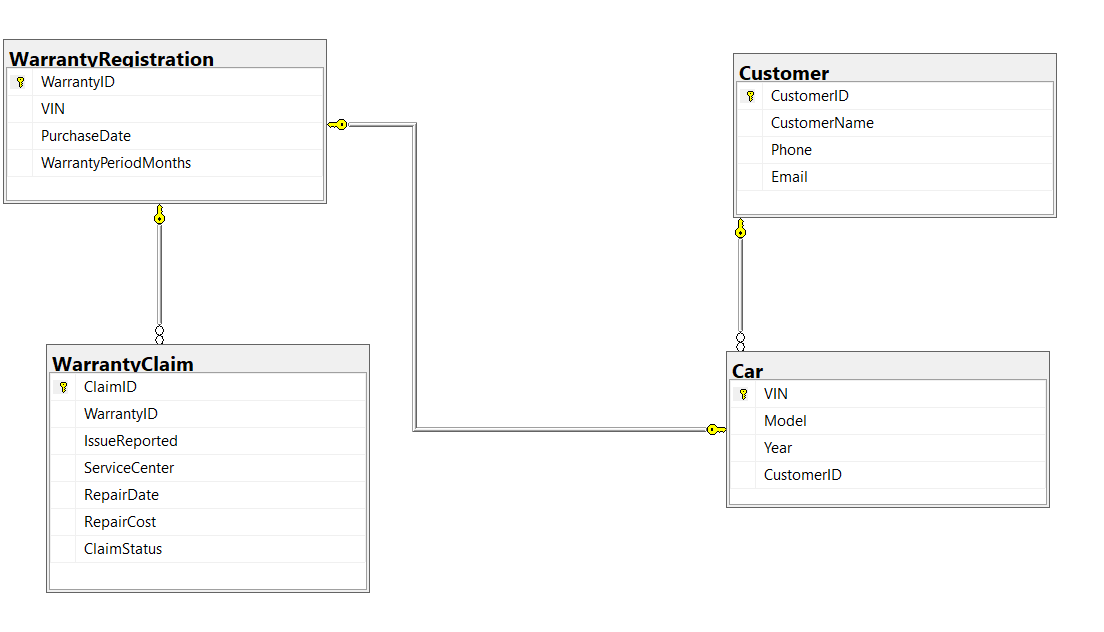 WarrantyRegistration
WarrantyID
VIN
PurchaseDate
WarrantyPeriodMonths
Customer
CustomerID
CustomerName
Phone
Email
WarrantyClaim
ClaimID
WarrantyID
IssueReported
ServiceCenter
RepairDate
RepairCost
ClaimStatus
Car
VIN
Model
Year
CustomerID